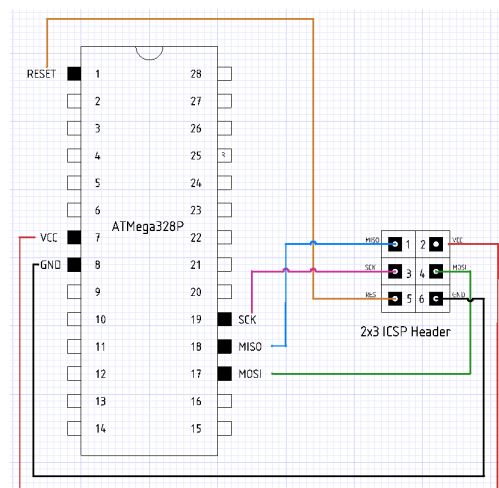 RESET 1 28
2 27
3 26
4 25
5 24
6 23
ATMega328P
VCC 7 22
GND 8 21
9 20
10 19 SCK
11 18 MISO
12 17 MOSI
13 16
14 15
MISO 1 2 VCC
SCK 3 4 MOSI
RES 5 6 GND
2x3 ICSP Header